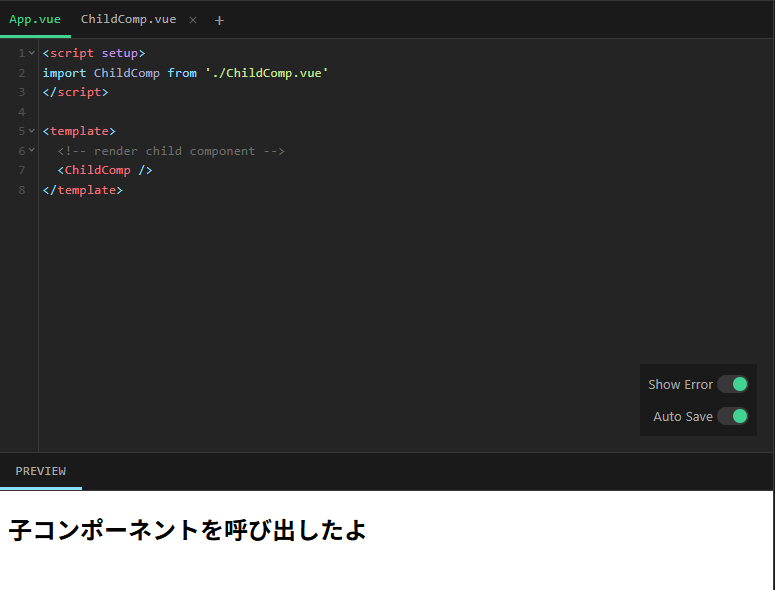 App.vue ChildComp.vue × +
1 <script setup>
2 import ChildComp from './ChildComp.vue'
3 </script>
4
5 <template>
6 <!-- render child component -->
7 <ChildComp />
8 </template>
Show Error
Auto Save
PREVIEW
子コンポーネントを呼び出したよ